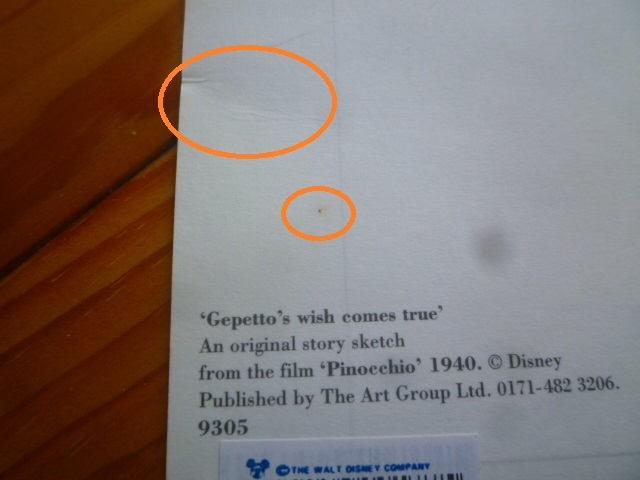 ‘Gepetto’s wish comes true’
An original story sketch
from the film ‘Pinocchio’ 1940. © Disney
Published by The Art Group Ltd. 0171-482 3206.
9305
© THE WALT DISNEY COMPANY